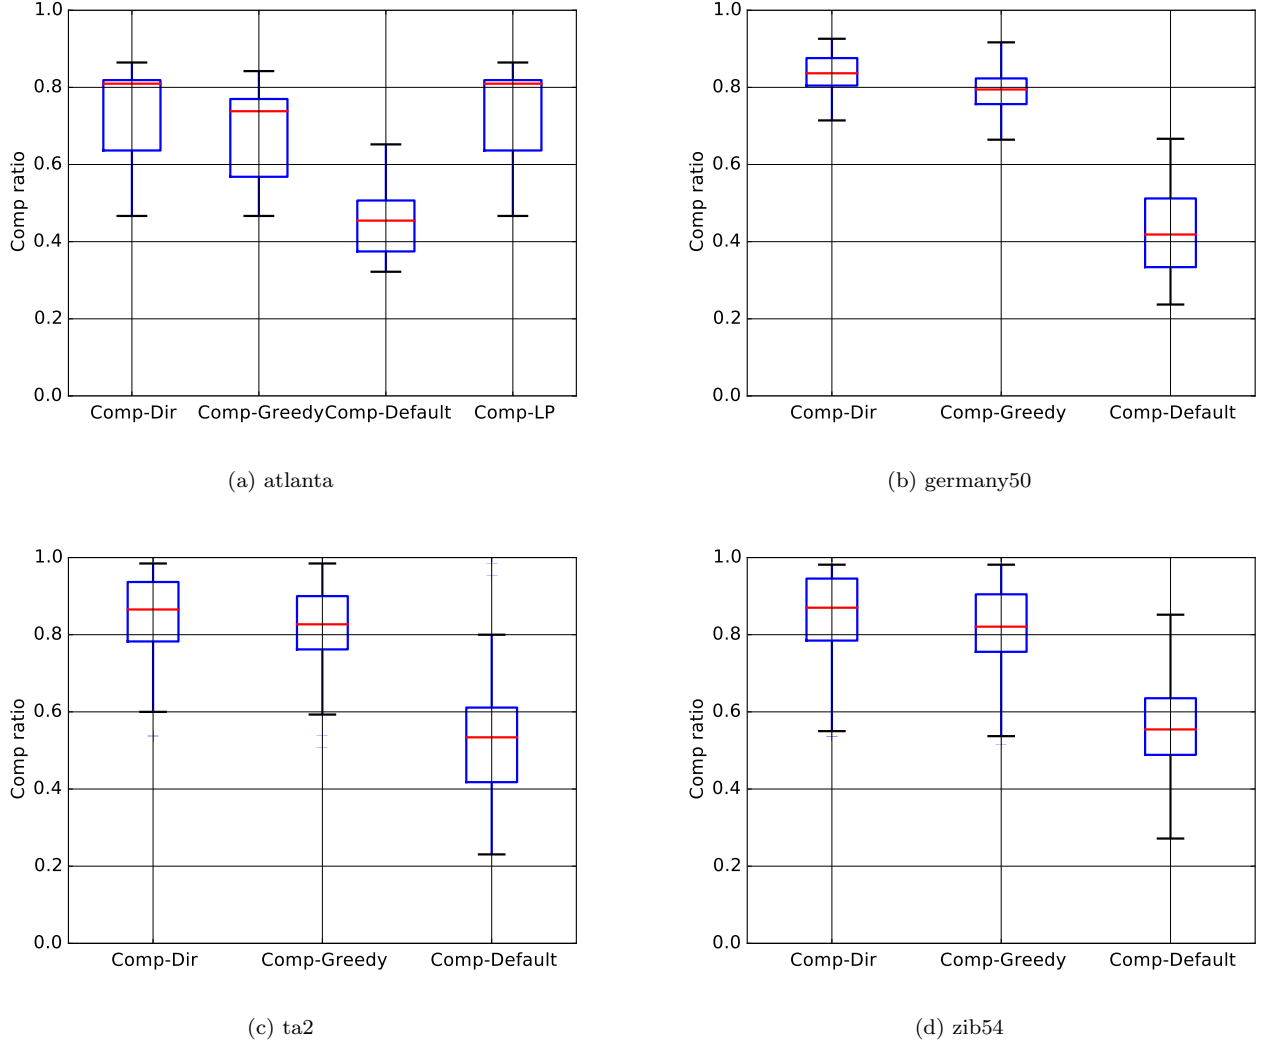 1.0
0.8
0.6
0.4
0.2
0.0
Comp ratio
Comp-Dir Comp-Greedy Comp-Default Comp-LP
(a) atlanta
1.0
0.8
0.6
0.4
0.2
0.0
Comp ratio
Comp-Dir Comp-Greedy Comp-Default
(b) germany50
1.0
0.8
0.6
0.4
0.2
0.0
Comp ratio
Comp-Dir Comp-Greedy Comp-Default
(c) ta2
1.0
0.8
0.6
0.4
0.2
0.0
Comp ratio
Comp-Dir Comp-Greedy Comp-Default
(d) zib54